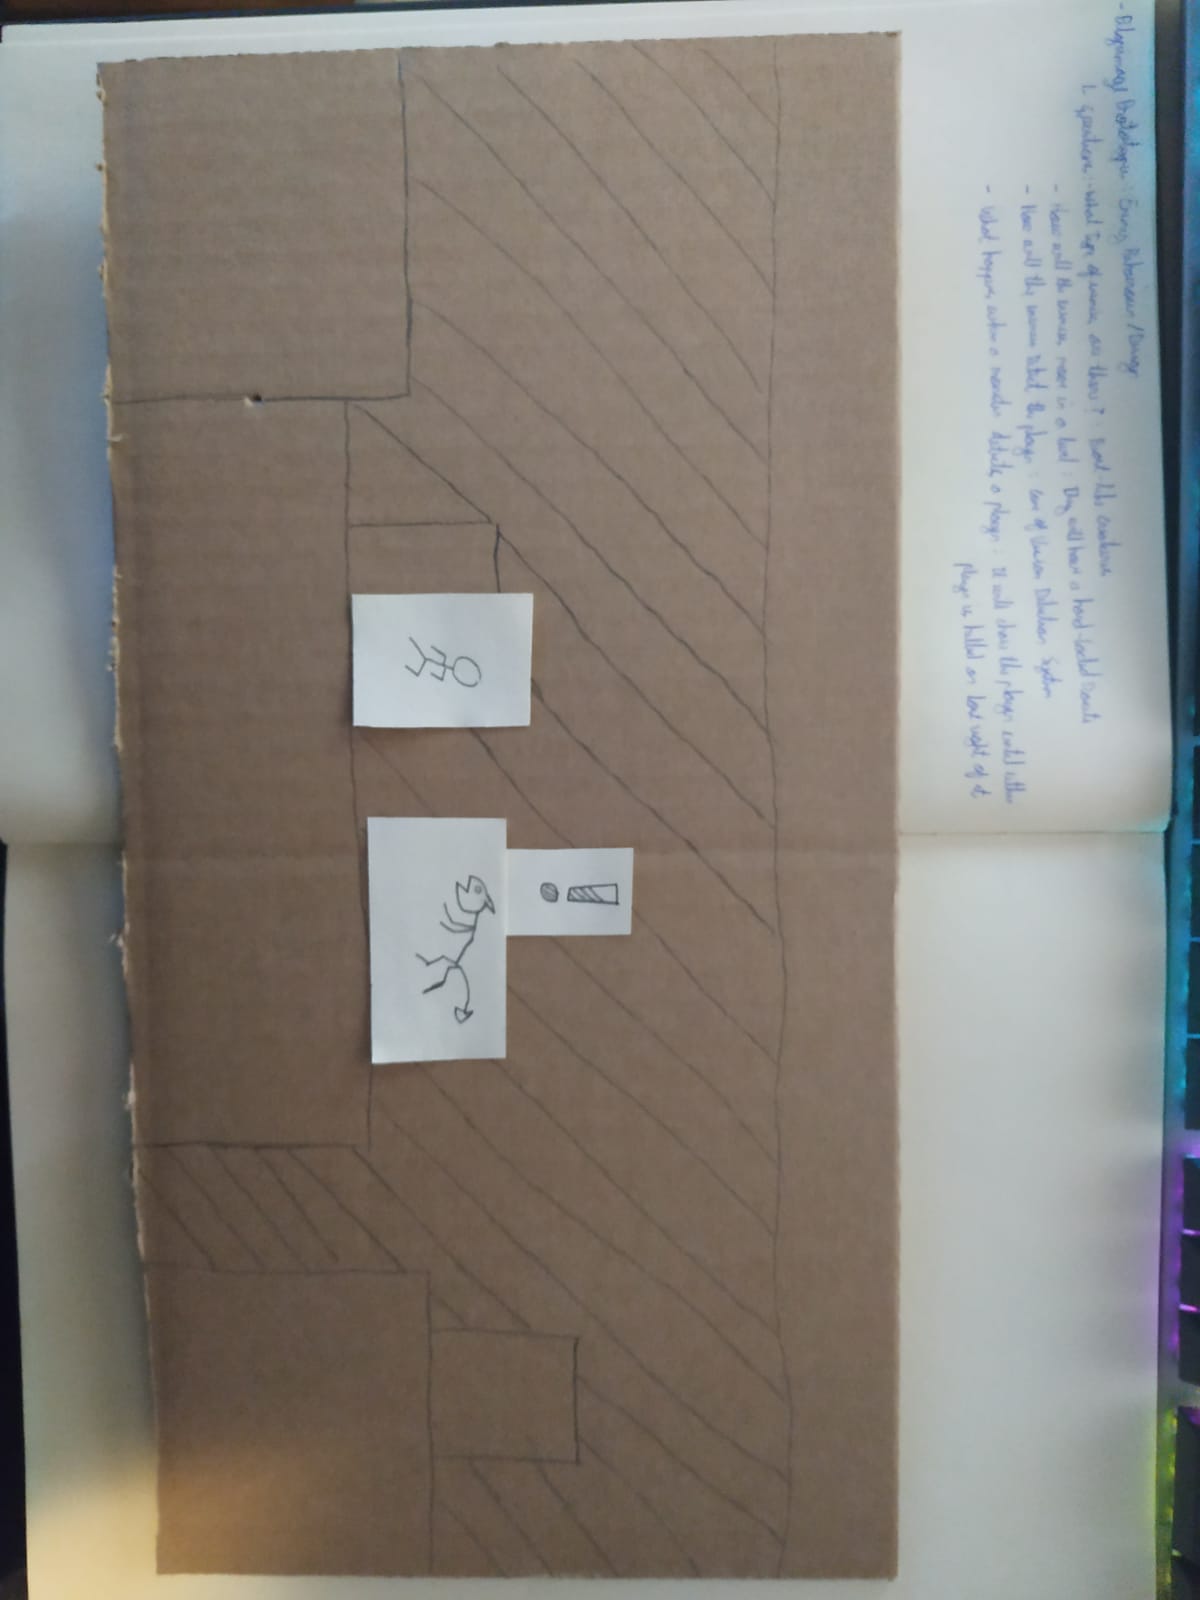 - Pilgrimage Prototype : Enemy Behaviour / Design
1. Questions : - What type of enemies are there? : Beast-like creatures
- How will the enemies move in a level : They will have a hard-coded Route
- How will the enemies detect the player : Cone of Vision Detection System
- What happens when a monster detects a player : It will chase the player until either
player is killed or lost sight of it
!